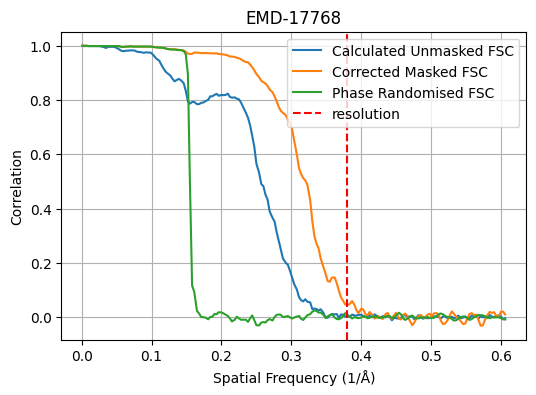 EMD-17768
Calculated Unmasked FSC
Corrected Masked FSC
Phase Randomised FSC
resolution
Correlation
1.0
0.8
0.6
0.4
0.2
0.0
0.0 0.1 0.2 0.3 0.4 0.5 0.6
Spatial Frequency (1/Å)